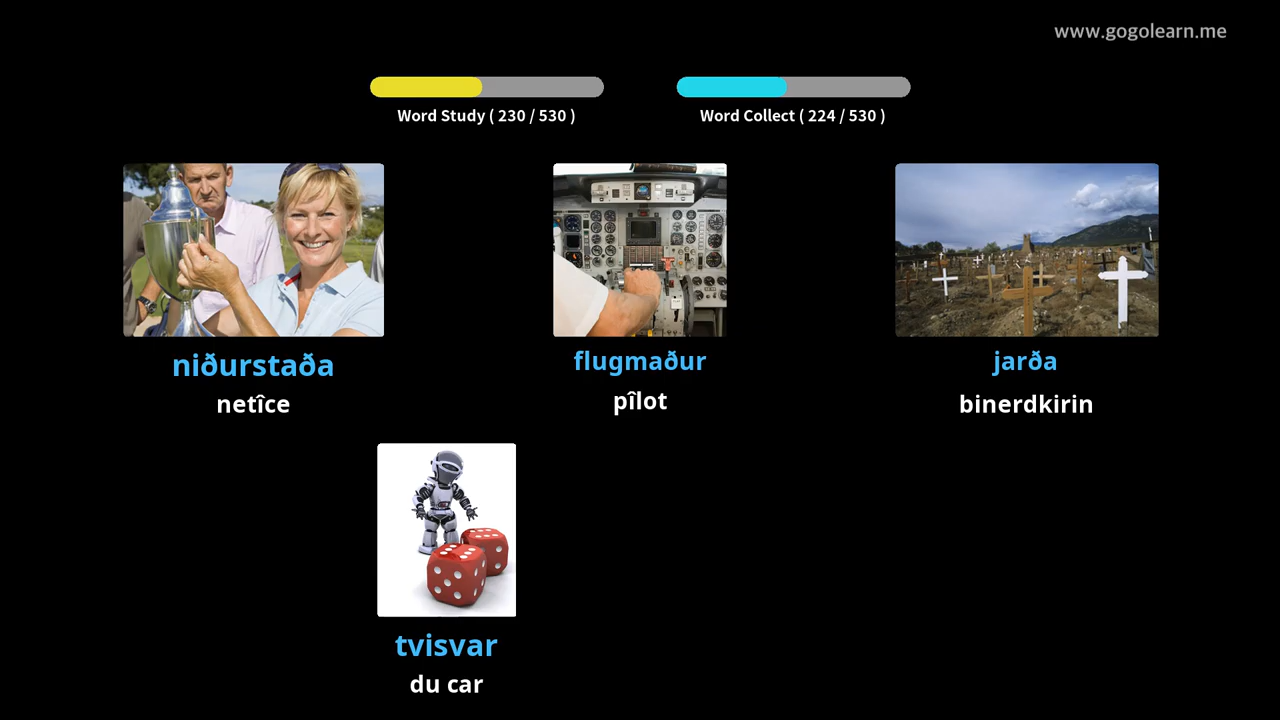 www.gogolearn.me
Word Study ( 230 / 530 )
Word Collect ( 224 / 530 )
niðurstaða
netîce
flugmaður
pîlot
jarða
binerdkirin
tvisvar
du car